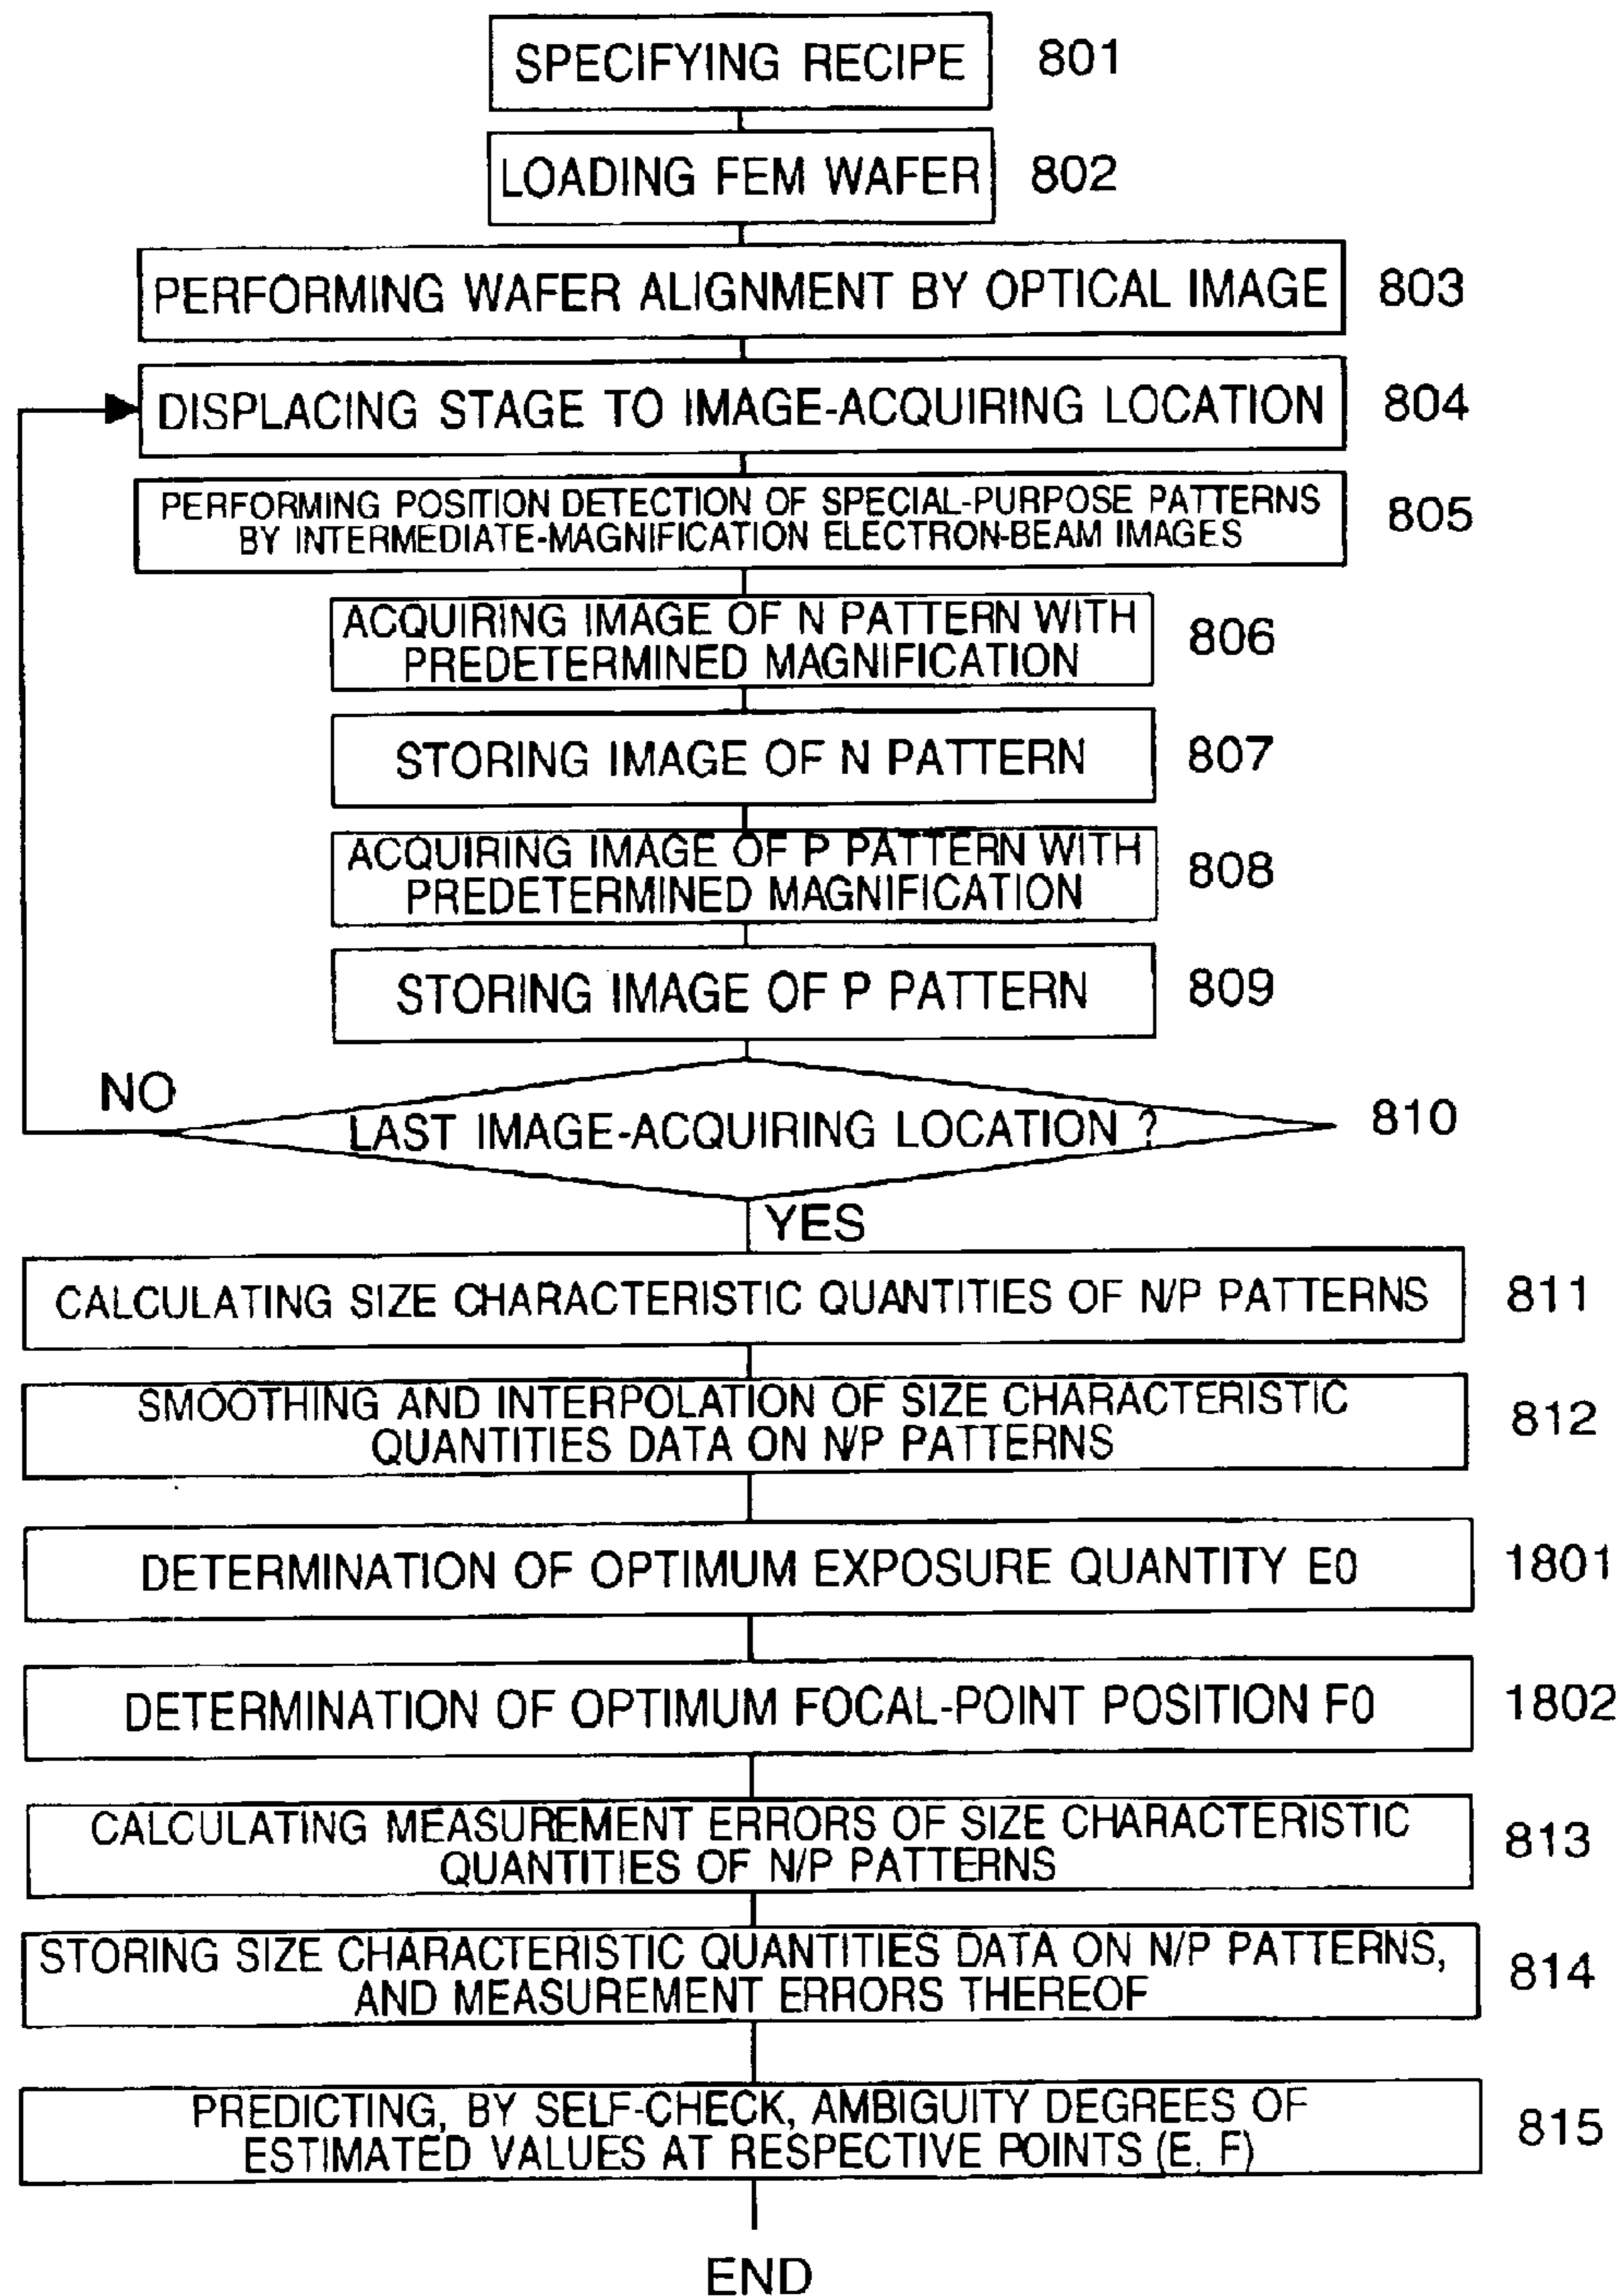 SPECIFYING RECIPE 801
LOADING FEM WAFER 802
PERFORMING WAFER ALIGNMENT BY OPTICAL IMAGE 803
DISPLACING STAGE TO IMAGE-ACQUIRING LOCATION 804
PERFORMING POSITION DETECTION OF SPECIAL-PURPOSE PATTERNS
BY INTERMEDIATE-MAGNIFICATION ELECTRON-BEAM IMAGES
805
ACQUIRING IMAGE OF N PATTERN WITH
PREDETERMINED MAGNIFICATION
806
STORING IMAGE OF N PATTERN 807
ACQUIRING IMAGE OF P PATTERN WITH
PREDETERMINED MAGNIFICATION
808
STORING IMAGE OF P PATTERN 809
NO
LAST IMAGE-ACQUIRING LOCATION ? 810
YES
CALCULATING SIZE CHARACTERISTIC QUANTITIES OF N/P PATTERNS 811
SMOOTHING AND INTERPOLATION OF SIZE CHARACTERISTIC
QUANTITIES DATA ON N/P PATTERNS
812
DETERMINATION OF OPTIMUM EXPOSURE QUANTITY E0 1801
DETERMINATION OF OPTIMUM FOCAL-POINT POSITION F0 1802
CALCULATING MEASUREMENT ERRORS OF SIZE CHARACTERISTIC
QUANTITIES OF N/P PATTERNS
813
STORING SIZE CHARACTERISTIC QUANTITIES DATA ON N/P PATTERNS,
AND MEASUREMENT ERRORS THEREOF
814
PREDICTING, BY SELF-CHECK, AMBIGUITY DEGREES OF
ESTIMATED VALUES AT RESPECTIVE POINTS (E, F)
815
END